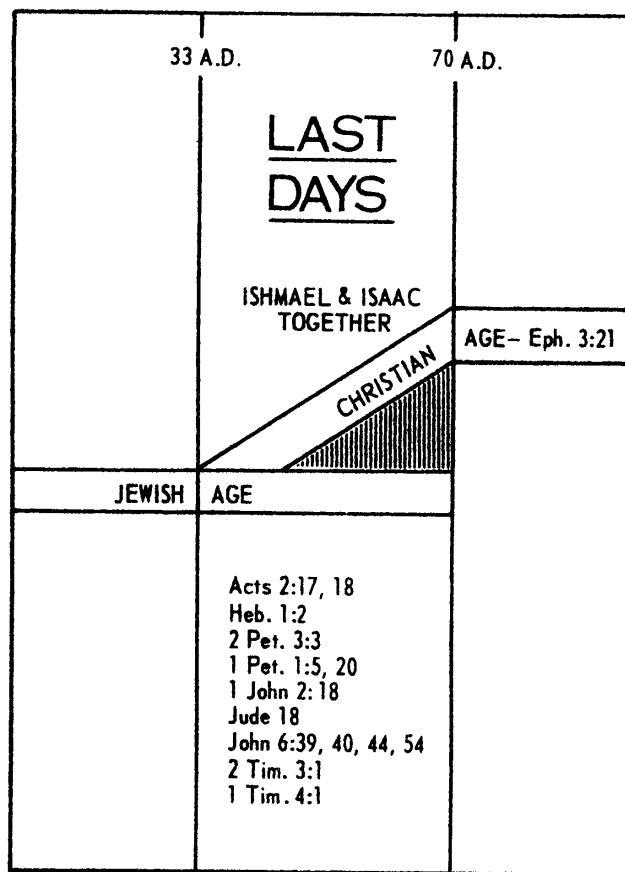 33 A.D.
70 A.D.
LAST
DAYS
ISHMAEL & ISAAC
TOGETHER
CHRISTIAN
AGE– Eph. 3:21
JEWISH AGE
Acts 2:17, 18
Heb. 1:2
2 Pet. 3:3
1 Pet. 1:5, 20
1 John 2:18
Jude 18
John 6:39, 40, 44, 54
2 Tim. 3:1
1 Tim. 4:1